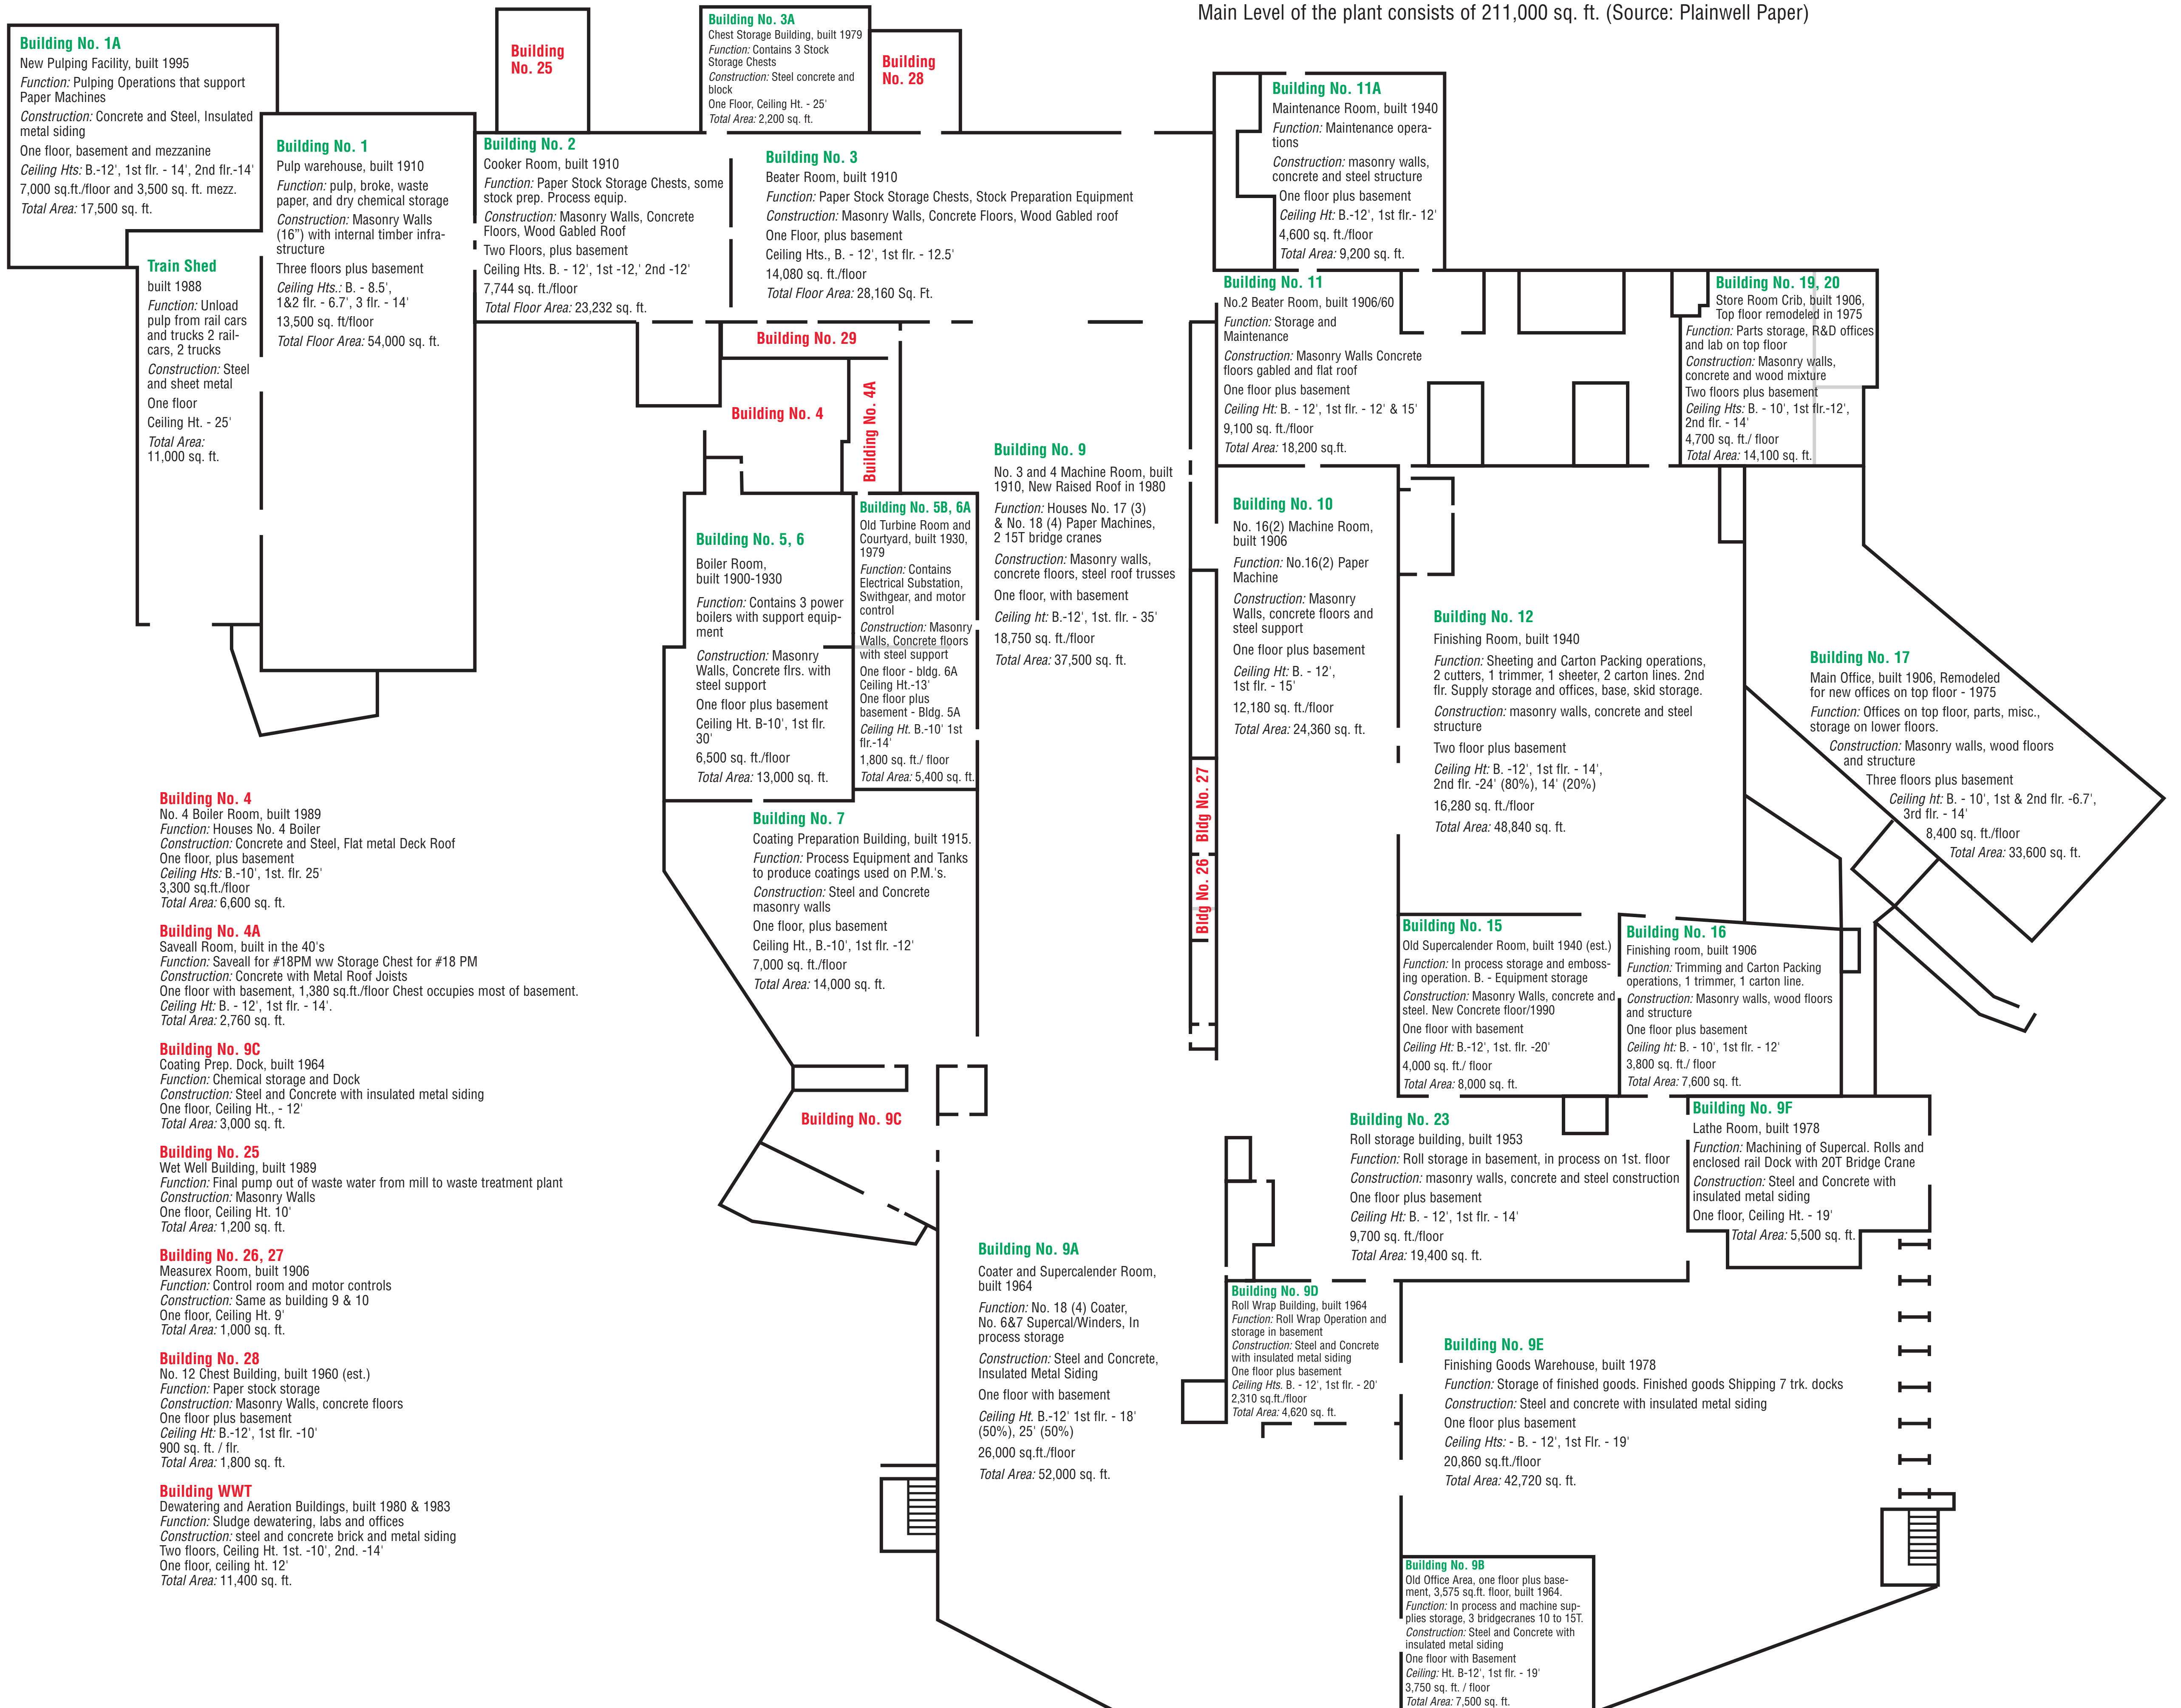 Main Level of the plant consists of 211,000 sq. ft. (Source: Plainwell Paper)
Building No. 1A
New Pulping Facility, built 1995
Function: Pulping Operations that support
Paper Machines
Construction: Concrete and Steel, Insulated
metal siding
One floor, basement and mezzanine
Ceiling Hts: B.-12', 1st flr. - 14', 2nd flr.-14'
7,000 sq.ft./floor and 3,500 sq. ft. mezz.
Total Area: 17,500 sq. ft.
Train Shed
built 1988
Function: Unload
pulp from rail cars
and trucks 2 rail-
cars, 2 trucks
Construction: Steel
and sheet metal
One floor
Ceiling Ht. - 25'
Total Area:
11,000 sq. ft.
Building No. 1
Pulp warehouse, built 1910
Function: pulp, broke, waste
paper, and dry chemical storage
Construction: Masonry Walls
(16”) with internal timber infra-
structure
Three floors plus basement
Ceiling Hts.: B. - 8.5',
1&2 flr. - 6.7', 3 flr. - 14'
13,500 sq. ft/floor
Total Floor Area: 54,000 sq. ft.
Building
No. 25
Building No. 2
Cooker Room, built 1910
Function: Paper Stock Storage Chests, some
stock prep. Process equip.
Construction: Masonry Walls, Concrete
Floors, Wood Gabled Roof
Two Floors, plus basement
Ceiling Hts. B. - 12', 1st -12,' 2nd -12'
7,744 sq. ft./floor
Total Floor Area: 23,232 sq. ft.
Building No. 3A
Chest Storage Building, built 1979
Function: Contains 3 Stock
Storage Chests
Construction: Steel concrete and
block
One Floor, Ceiling Ht. - 25'
Total Area: 2,200 sq. ft.
Building
No. 28
Building No. 3
Beater Room, built 1910
Function: Paper Stock Storage Chests, Stock Preparation Equipment
Construction: Masonry Walls, Concrete Floors, Wood Gabled roof
One Floor, plus basement
Ceiling Hts., B. - 12', 1st flr. - 12.5'
14,080 sq. ft./floor
Total Floor Area: 28,160 Sq. Ft.
Building No. 11A
Maintenance Room, built 1940
Function: Maintenance opera-
tions
Construction: masonry walls,
concrete and steel structure
One floor plus basement
Ceiling Ht: B.-12', 1st flr.- 12'
4,600 sq. ft./floor
Total Area: 9,200 sq. ft.
Building No. 11
No.2 Beater Room, built 1906/60
Function: Storage and
Maintenance
Construction: Masonry Walls Concrete
floors gabled and flat roof
One floor plus basement
Ceiling Ht: B. - 12', 1st flr. - 12' & 15'
9,100 sq. ft./floor
Total Area: 18,200 sq.ft.
Building No. 19, 20
Store Room Crib, built 1906,
Top floor remodeled in 1975
Function: Parts storage, R&D offices
and lab on top floor
Construction: Masonry walls,
concrete and wood mixture
Two floors plus basement
Ceiling Hts: B. - 10', 1st flr.-12',
2nd flr. - 14'
4,700 sq. ft./ floor
Total Area: 14,100 sq. ft.
Building No. 29
Building No. 4
Building No. 4A
Building No. 5, 6
Boiler Room,
built 1900-1930
Function: Contains 3 power
boilers with support equip-
ment
Construction: Masonry
Walls, Concrete flrs. with
steel support
One floor plus basement
Ceiling Ht. B-10', 1st flr.
30'
6,500 sq. ft./floor
Total Area: 13,000 sq. ft.
Building No. 5B, 6A
Old Turbine Room and
Courtyard, built 1930,
1979
Function: Contains
Electrical Substation,
Swithgear, and motor
control
Construction: Masonry
Walls, Concrete floors
with steel support
One floor - bldg. 6A
Ceiling Ht.-13'
One floor plus
basement - Bldg. 5A
Ceiling Ht. B.-10' 1st
flr.-14'
1,800 sq. ft./ floor
Total Area: 5,400 sq. ft.
Building No. 9
No. 3 and 4 Machine Room, built
1910, New Raised Roof in 1980
Function: Houses No. 17 (3)
& No. 18 (4) Paper Machines,
2 15T bridge cranes
Construction: Masonry walls,
concrete floors, steel roof trusses
One floor, with basement
Ceiling ht: B.-12', 1st. flr. - 35'
18,750 sq. ft./floor
Total Area: 37,500 sq. ft.
Building No. 10
No. 16(2) Machine Room,
built 1906
Function: No.16(2) Paper
Machine
Construction: Masonry
Walls, concrete floors and
steel support
One floor plus basement
Ceiling Ht: B. - 12',
1st flr. - 15'
12,180 sq. ft./floor
Total Area: 24,360 sq. ft.
Building No. 12
Finishing Room, built 1940
Function: Sheeting and Carton Packing operations,
2 cutters, 1 trimmer, 1 sheeter, 2 carton lines. 2nd
flr. Supply storage and offices, base, skid storage.
Construction: masonry walls, concrete and steel
structure
Two floor plus basement
Ceiling Ht: B. -12', 1st flr. - 14',
2nd flr. -24' (80%), 14' (20%)
16,280 sq. ft./floor
Total Area: 48,840 sq. ft.
Building No. 17
Main Office, built 1906, Remodeled
for new offices on top floor - 1975
Function: Offices on top floor, parts, misc.,
storage on lower floors.
Construction: Masonry walls, wood floors
and structure
Three floors plus basement
Ceiling ht: B. - 10', 1st & 2nd flr. -6.7',
3rd flr. - 14'
8,400 sq. ft./floor
Total Area: 33,600 sq. ft.
Bldg No. 27
Bldg No. 26
Building No. 7
Coating Preparation Building, built 1915.
Function: Process Equipment and Tanks
to produce coatings used on P.M.'s.
Construction: Steel and Concrete
masonry walls
One floor, plus basement
Ceiling Ht., B.-10', 1st flr -12'
7,000 sq. ft./floor
Total Area: 14,000 sq. ft.
Building No. 15
Old Supercalender Room, built 1940 (est.)
Function: In process storage and emboss-
ing operation. B. - Equipment storage
Construction: Masonry Walls, concrete and
steel. New Concrete floor/1990
One floor with basement
Ceiling Ht: B.-12', 1st. flr. -20'
4,000 sq. ft./ floor
Total Area: 8,000 sq. ft.
Building No. 16
Finishing room, built 1906
Function: Trimming and Carton Packing
operations, 1 trimmer, 1 carton line.
Construction: Masonry walls, wood floors
and structure
One floor plus basement
Ceiling ht: B. - 10', 1st flr. - 12'
3,800 sq. ft./ floor
Total Area: 7,600 sq. ft.
Building No. 4
No. 4 Boiler Room, built 1989
Function: Houses No. 4 Boiler
Construction: Concrete and Steel, Flat metal Deck Roof
One floor, plus basement
Ceiling Hts: B.-10', 1st. flr. 25'
3,300 sq.ft./floor
Total Area: 6,600 sq. ft.
Building No. 4A
Saveall Room, built in the 40's
Function: Saveall for #18PM ww Storage Chest for #18 PM
Construction: Concrete with Metal Roof Joists
One floor with basement, 1,380 sq.ft./floor Chest occupies most of basement.
Ceiling Ht: B. - 12', 1st flr. - 14'.
Total Area: 2,760 sq. ft.
Building No. 9C
Coating Prep. Dock, built 1964
Function: Chemical storage and Dock
Construction: Steel and Concrete with insulated metal siding
One floor, Ceiling Ht., - 12'
Total Area: 3,000 sq. ft.
Building No. 25
Wet Well Building, built 1989
Function: Final pump out of waste water from mill to waste treatment plant
Construction: Masonry Walls
One floor, Ceiling Ht. 10'
Total Area: 1,200 sq. ft.
Building No. 26, 27
Measurex Room, built 1906
Function: Control room and motor controls
Construction: Same as building 9 & 10
One floor, Ceiling Ht. 9'
Total Area: 1,000 sq. ft.
Building No. 28
No. 12 Chest Building, built 1960 (est.)
Function: Paper stock storage
Construction: Masonry Walls, concrete floors
One floor plus basement
Ceiling Ht: B.-12', 1st flr. -10'
900 sq. ft. / flr.
Total Area: 1,800 sq. ft.
Building WWT
Dewatering and Aeration Buildings, built 1980 & 1983
Function: Sludge dewatering, labs and offices
Construction: steel and concrete brick and metal siding
Two floors, Ceiling Ht. 1st. -10', 2nd. -14'
One floor, ceiling ht. 12'
Total Area: 11,400 sq. ft.
Building No. 9C
Building No. 23
Roll storage building, built 1953
Function: Roll storage in basement, in process on 1st. floor
Construction: masonry walls, concrete and steel construction
One floor plus basement
Ceiling Ht: B. - 12', 1st flr. - 14'
9,700 sq. ft./floor
Total Area: 19,400 sq. ft.
Building No. 9F
Lathe Room, built 1978
Function: Machining of Supercal. Rolls and
enclosed rail Dock with 20T Bridge Crane
Construction: Steel and Concrete with
insulated metal siding
One floor, Ceiling Ht. - 19'
Total Area: 5,500 sq. ft.
Building No. 9A
Coater and Supercalender Room,
built 1964
Function: No. 18 (4) Coater,
No. 6&7 Supercal/Winders, In
process storage
Construction: Steel and Concrete,
Insulated Metal Siding
One floor with basement
Ceiling Ht. B.-12' 1st flr. - 18'
(50%), 25' (50%)
26,000 sq.ft./floor
Total Area: 52,000 sq. ft.
Building No. 9D
Roll Wrap Building, built 1964
Function: Roll Wrap Operation and
storage in basement
Construction: Steel and Concrete
with insulated metal siding
One floor plus basement
Ceiling Hts. B. - 12', 1st flr. - 20'
2,310 sq.ft./floor
Total Area: 4,620 sq. ft.
Building No. 9E
Finishing Goods Warehouse, built 1978
Function: Storage of finished goods. Finished goods Shipping 7 trk. docks
Construction: Steel and concrete with insulated metal siding
One floor plus basement
Ceiling Hts: - B. - 12', 1st Flr. - 19'
20,860 sq.ft./floor
Total Area: 42,720 sq. ft.
Building No. 9B
Old Office Area, one floor plus base-
ment, 3,575 sq.ft. floor, built 1964.
Function: In process and machine sup-
plies storage, 3 bridgecranes 10 to 15T.
Construction: Steel and Concrete with
insulated metal siding
One floor with Basement
Ceiling: Ht. B-12', 1st flr. - 19'
3,750 sq. ft. / floor
Total Area: 7,500 sq. ft.